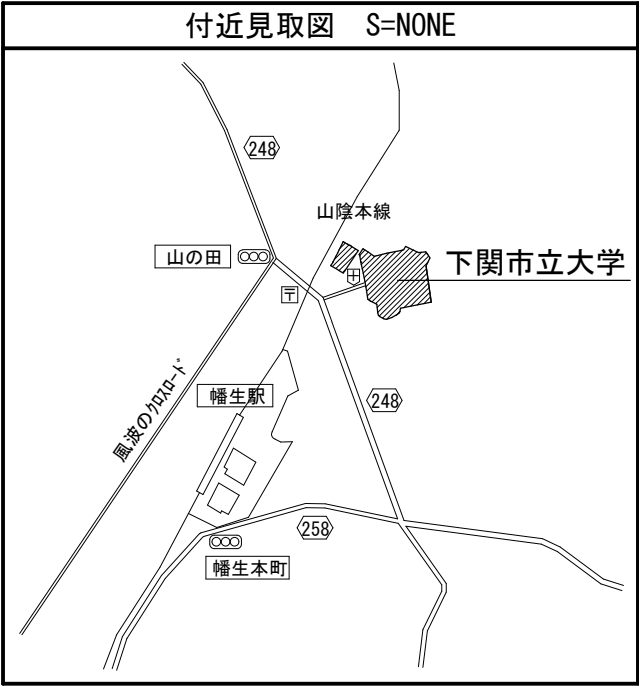 付近見取図 S=NONE
248
山陰本線
山の田
下関市立大学
〒
幡生駅
248
風波のクロスロード
258
幡生本町